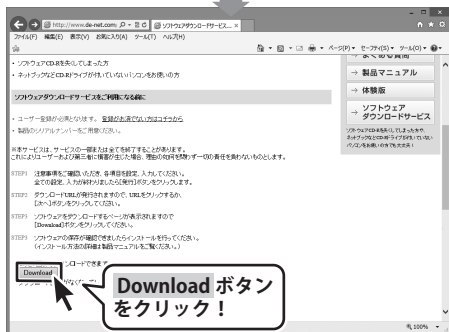 http://www.de-net.com
ソフトウェアダウンロードサービ...
ファイル(F) 編集(E) 表示(V) お気に入り(A) ツール(T) ヘルプ(H)
ページ(P) セーフティ(S) ツール(O)
・ ソフトウェアCD-Rを失くしてしまった方
・ ネットブックなどCD-R/ドライブが付いていないパソコンをお使いの方
ソフトウェアダウンロードサービスをご利用になる前に
・ ユーザー登録が必須となります。 登録がお済でない方はコチラから
・ 製品のシリアルナンバーをご用意ください。
※本サービスは、サービスの一部または全てを終了することがあります。
これによりユーザーおよび第三者に損害が生じた場合、理由の如何を問わず一切の責任を負わないものとします。
STEP1 注意事項をご確認いただき、各項目を設定、入力してください。
全ての設定、入力が終わりましたら[発行]ボタンをクリックします。
STEP2 ダウンロードURLが発行されますので、URLをクリックするか、
[次へ]ボタンをクリックしてください。
STEP3 ソフトウェアをダウンロードするページが表示されますので
[Download]ボタンをクリックしてください。
STEP4 ソフトウェアの保存が確認できましたらインストールを行ってください。
(インストール方法の詳細は製品マニュアルをご覧ください。)
ンロードできます
Download
Download ボタン
をクリック！
→ よくある質問
→ 製品マニュアル
→ 体験版
→ ソフトウェア
ダウンロードサービス
ソフトウェアCD-Rを失くしてしまった方や、
ネットブックなどCD-R/ドライブが付いていない
パソコンをお使いの方でも大丈夫！
100%